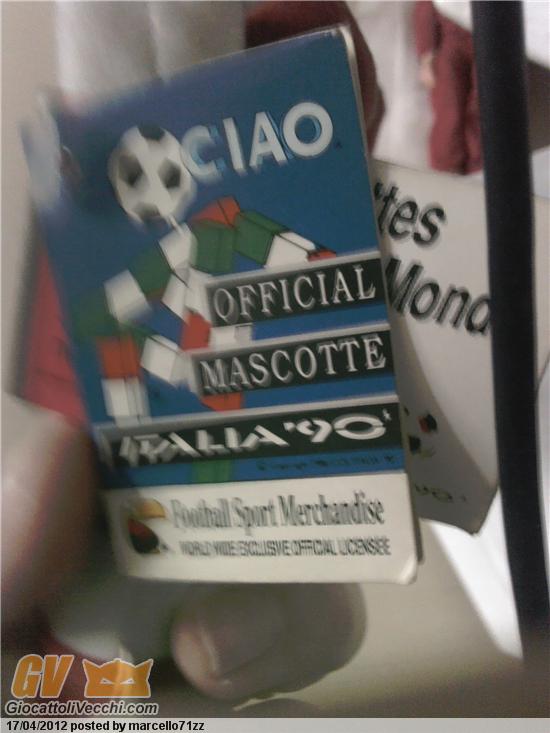 CIAO
OFFICIAL
MASCOTTE
ITALIA '90
Football Sport Merchandise
WORLD WIDE EXCLUSIVE OFFICIAL LICENSEE
tes
Mond
GV
GiocattoliVecchi.com
17/04/2012 posted by marcello71zz